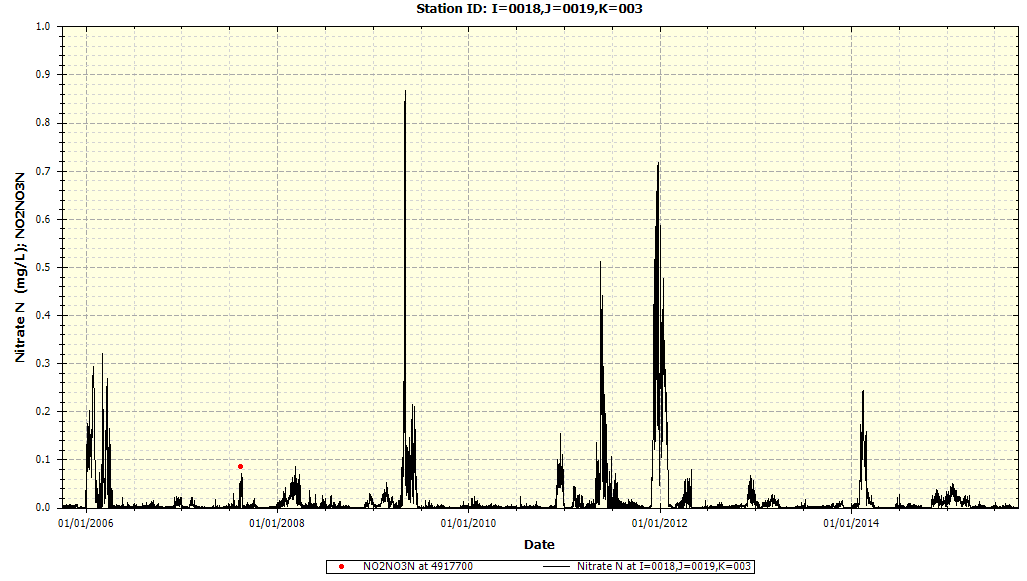 Station ID: I=0018,J=0019,K=003
Nitrate N (mg/L); NO2NO3N
1.0
0.9
0.8
0.7
0.6
0.5
0.4
0.3
0.2
0.1
0.0
01/01/2006 01/01/2008 01/01/2010 01/01/2012 01/01/2014
Date
NO2NO3N at 4917700 Nitrate N at I=0018,J=0019,K=003